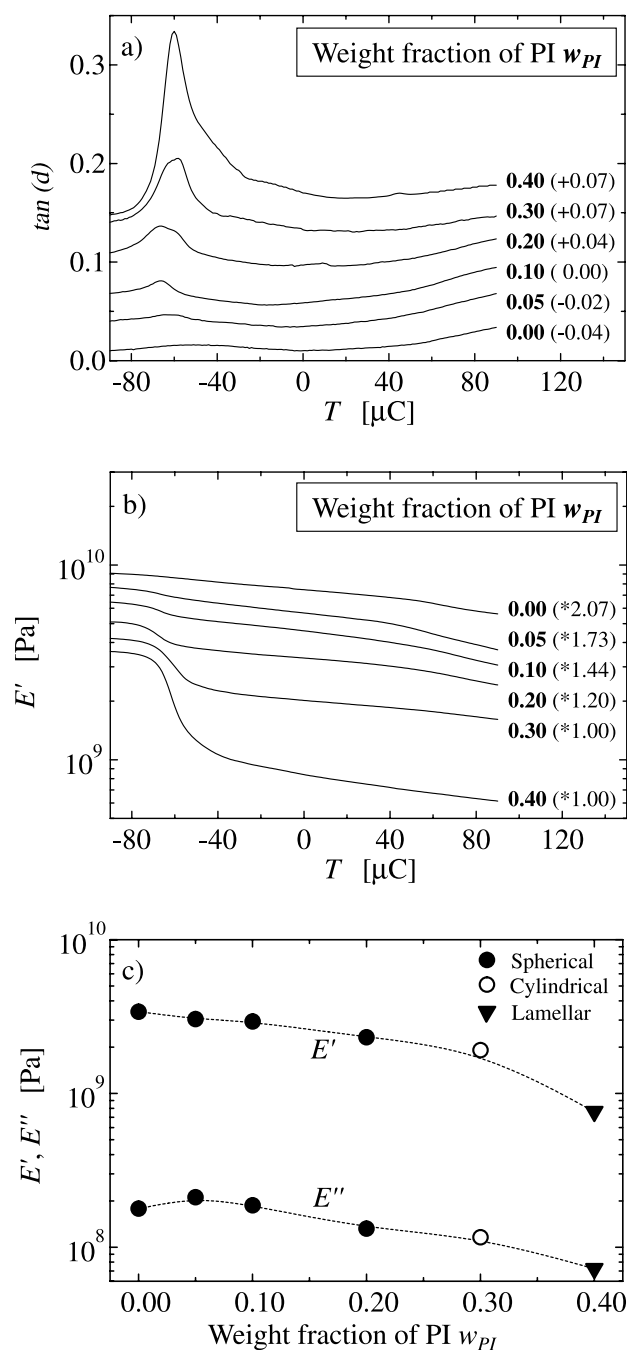 a)
Weight fraction of PI w_PI
0.3
0.2
0.1
0.0
tan (d)
0.40 (+0.07)
0.30 (+0.07)
0.20 (+0.04)
0.10 ( 0.00)
0.05 (-0.02)
0.00 (-0.04)
-80 -40 0 40 80 120
T [µC]
b)
Weight fraction of PI w_PI
10^10
10^9
E' [Pa]
0.00 (*2.07)
0.05 (*1.73)
0.10 (*1.44)
0.20 (*1.20)
0.30 (*1.00)
0.40 (*1.00)
-80 -40 0 40 80 120
T [µC]
c)
Spherical
Cylindrical
Lamellar
10^10
10^9
10^8
E', E'' [Pa]
E'
E''
0.00 0.10 0.20 0.30 0.40
Weight fraction of PI w_PI